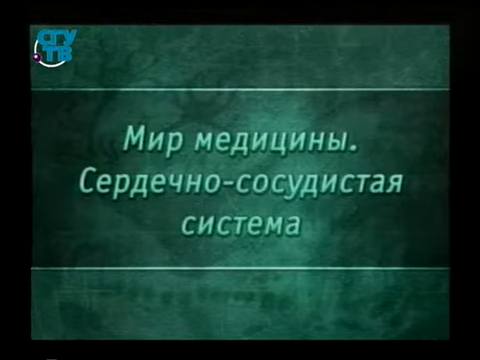 СГУ
ТВ
Мир медицины.
Сердечно-сосудистая
система